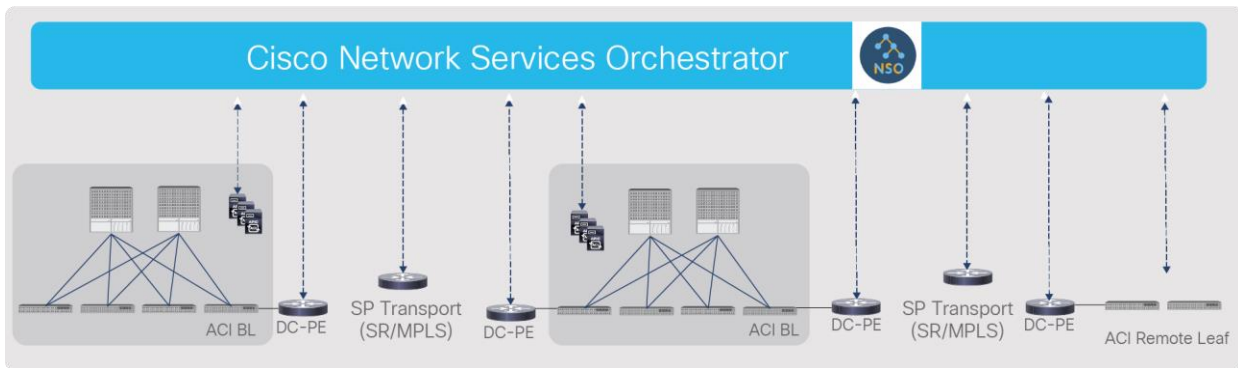 Cisco Network Services Orchestrator
NSO
ACI BL
DC-PE
SP Transport
(SR/MPLS)
DC-PE
ACI BL
DC-PE
SP Transport
(SR/MPLS)
DC-PE
ACI Remote Leaf